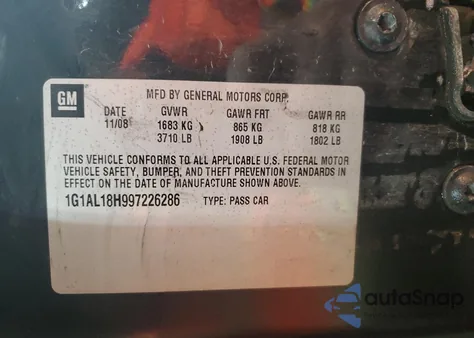 GM
MFD BY GENERAL MOTORS CORP.
DATE GVWR GAWR FRT GAWR RR
11/08 1683 KG 865 KG 818 KG
3710 LB 1908 LB 1802 LB
THIS VEHICLE CONFORMS TO ALL APPLICABLE U.S. FEDERAL MOTOR
VEHICLE SAFETY, BUMPER, AND THEFT PREVENTION STANDARDS IN
EFFECT ON THE DATE OF MANUFACTURE SHOWN ABOVE.
1G1AL18H997226286 TYPE: PASS CAR
autoSnap